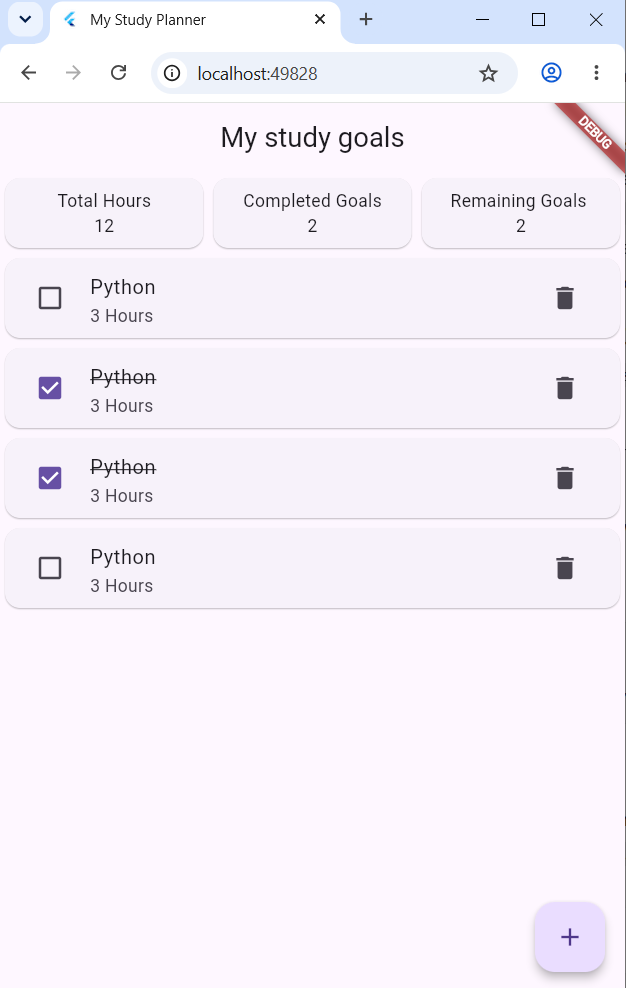 My Study Planner
localhost:49828
DEBUG
My study goals
Total Hours
12
Completed Goals
2
Remaining Goals
2
Python
3 Hours
Python
3 Hours
Python
3 Hours
Python
3 Hours